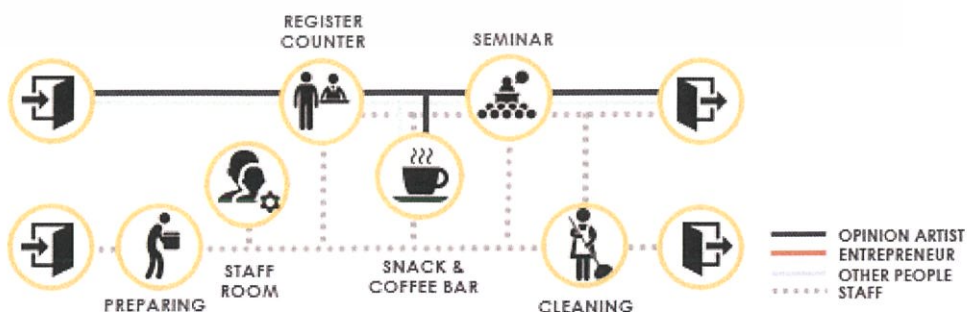 REGISTER
COUNTER
SEMINAR
PREPARING
STAFF
ROOM
SNACK &
COFFEE BAR
CLEANING
OPINION ARTIST
ENTREPRENEUR
OTHER PEOPLE
STAFF